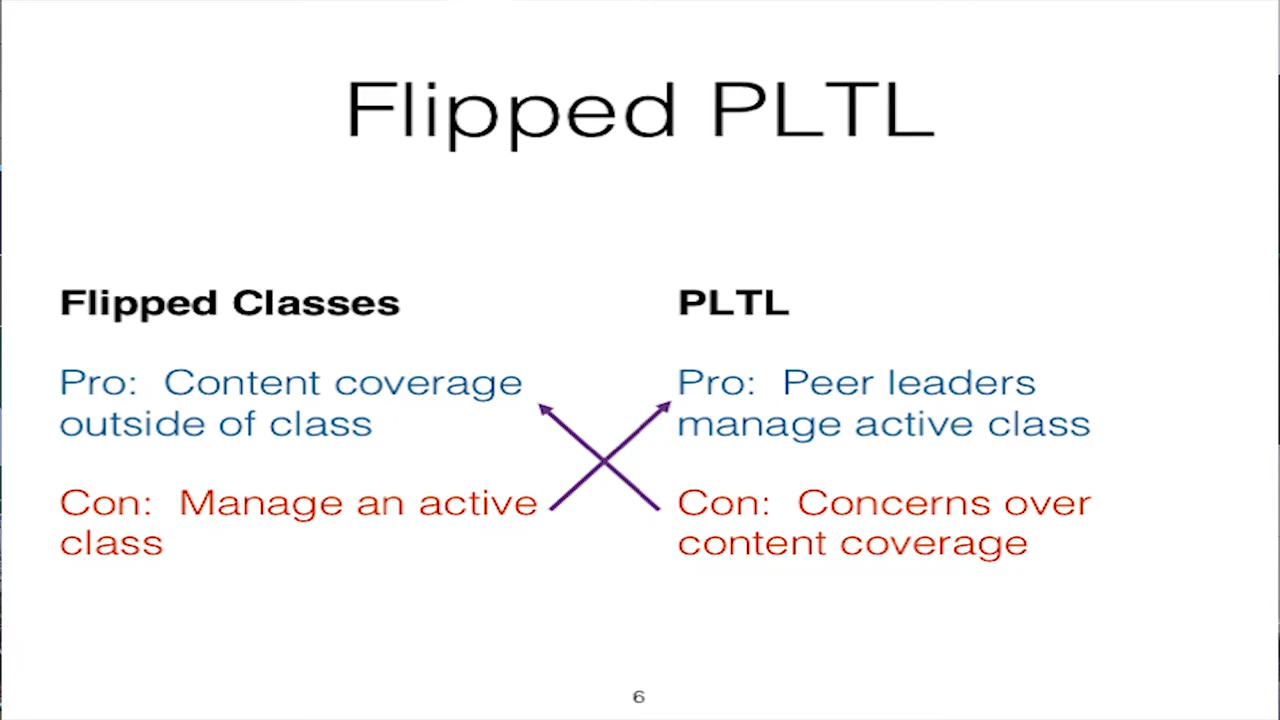 Flipped PLTL
Flipped Classes
Pro: Content coverage
outside of class
Con: Manage an active
class
PLTL
Pro: Peer leaders
manage active class
Con: Concerns over
content coverage
6